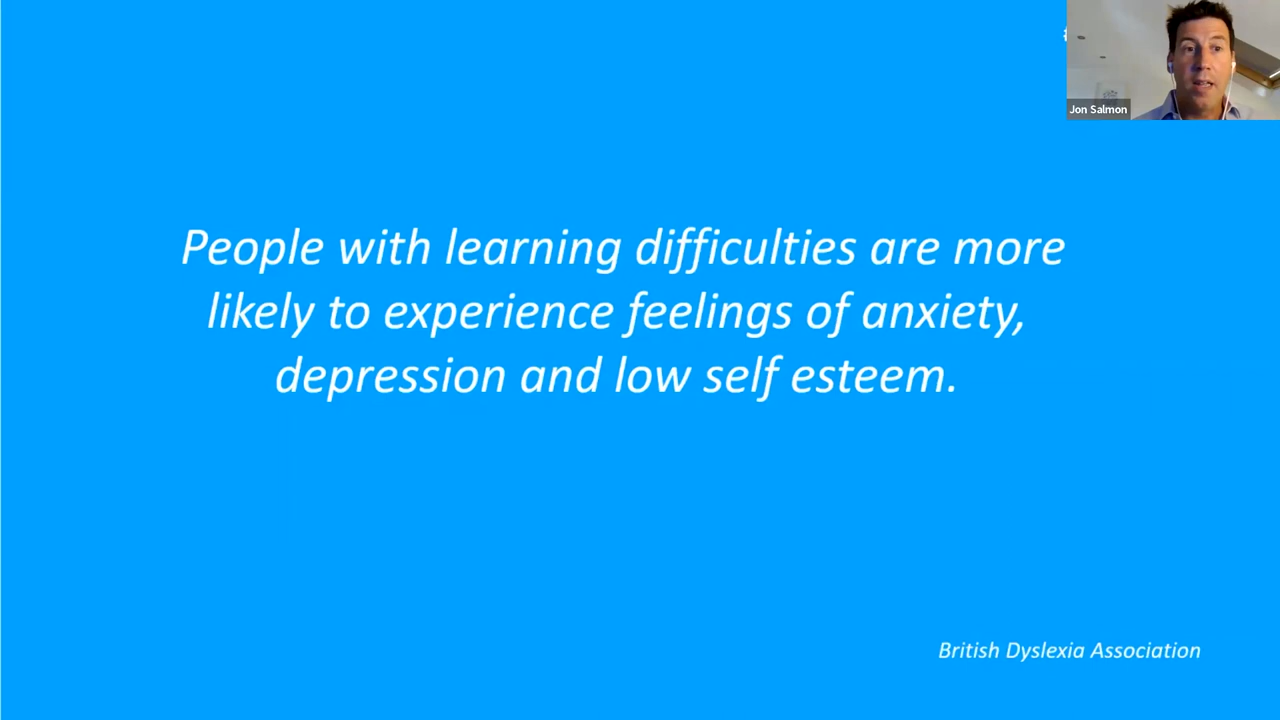 Jon Salmon
People with learning difficulties are more
likely to experience feelings of anxiety,
depression and low self esteem.
British Dyslexia Association